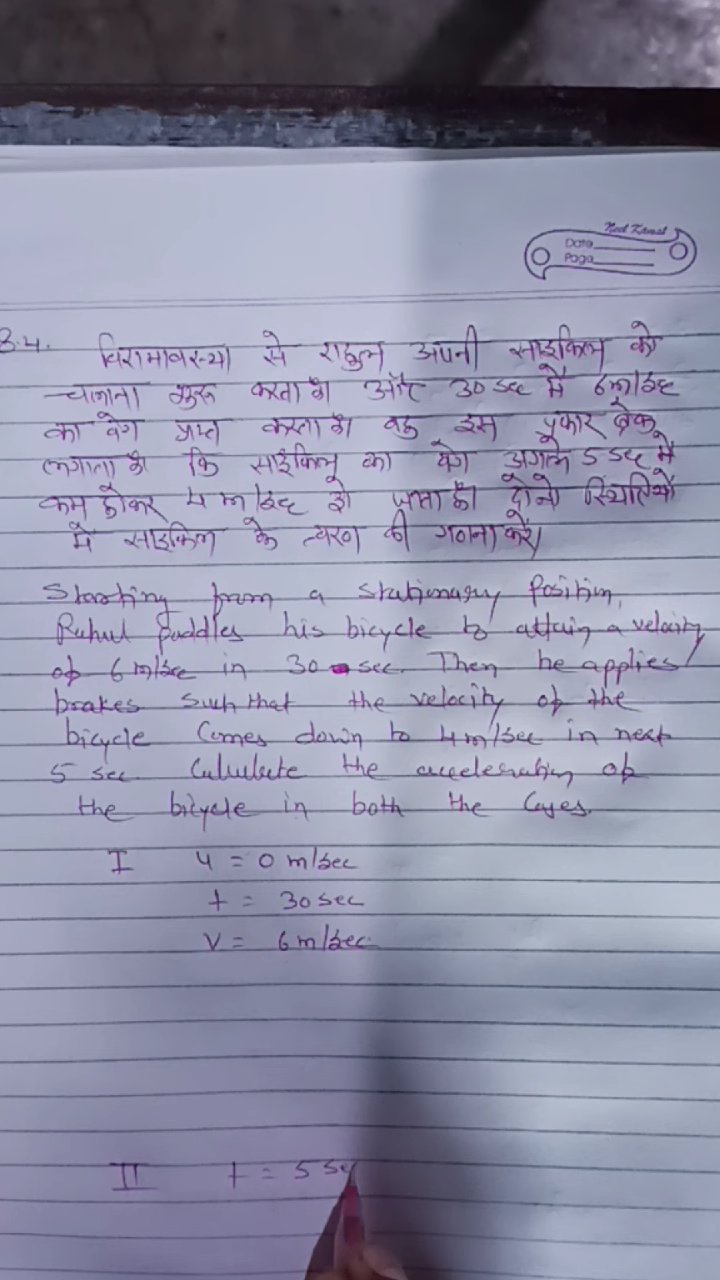 Neel Kamal
Date
Page
3.4. विरामावस्था से राहुल अपनी साइकिल को
चलाना शुरू करता है और 30 sec में 6m/sec
का वेग प्राप्त करता है। वह इस प्रकार ब्रेक
लगाता है कि साइकिल का वेग अगले 5 sec में
कम होकर 4 m/sec हो जाता है। दोनो स्थितियों
में साइकिल के त्वरण की गणना करें।
Starting from a stationary Position,
Rahul paddles his bicycle to attain a velocity
of 6 m/sec in 30 sec. Then he applies
brakes such that the velocity of the
bicycle Comes down to 4m/sec in next
5 sec. Calculate the acceleration of
the bicycle in both the Cases.
I u = 0 m/sec
t = 30 sec
v = 6 m/sec.
II t = 5 sec